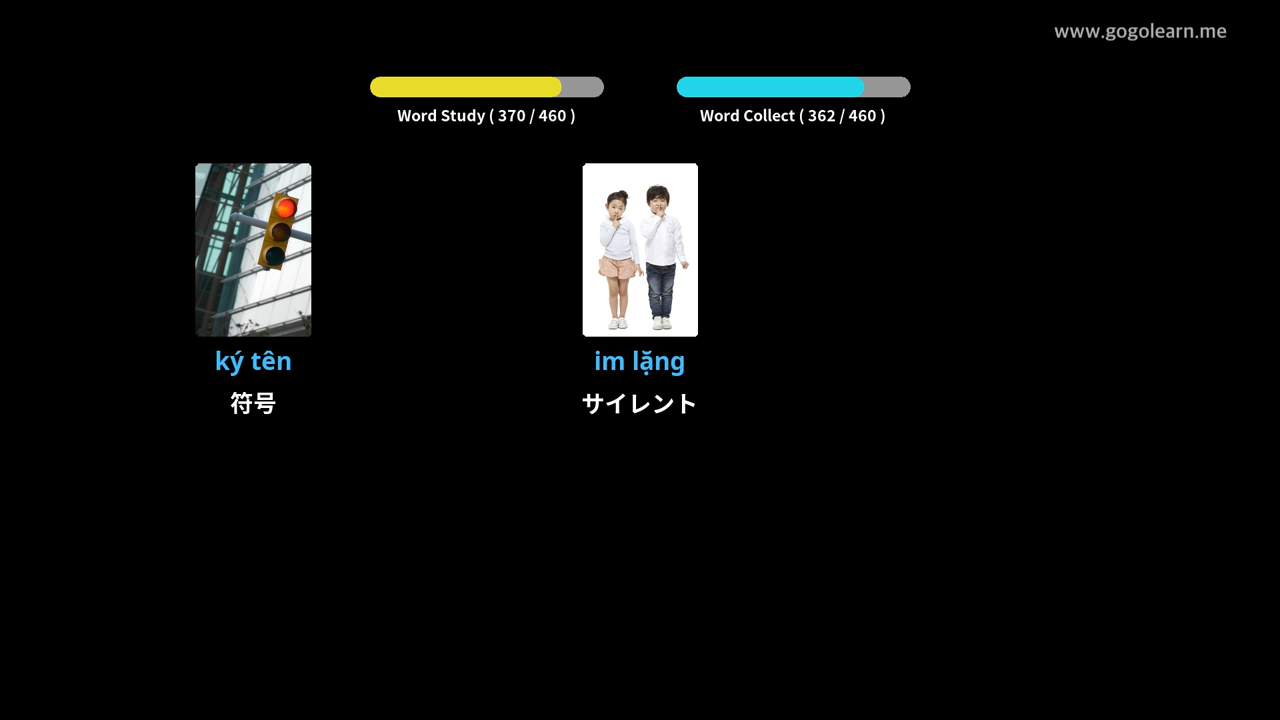 www.gogolearn.me
Word Study ( 370 / 460 )
Word Collect ( 362 / 460 )
ký tên
im lặng
符号
サイレント